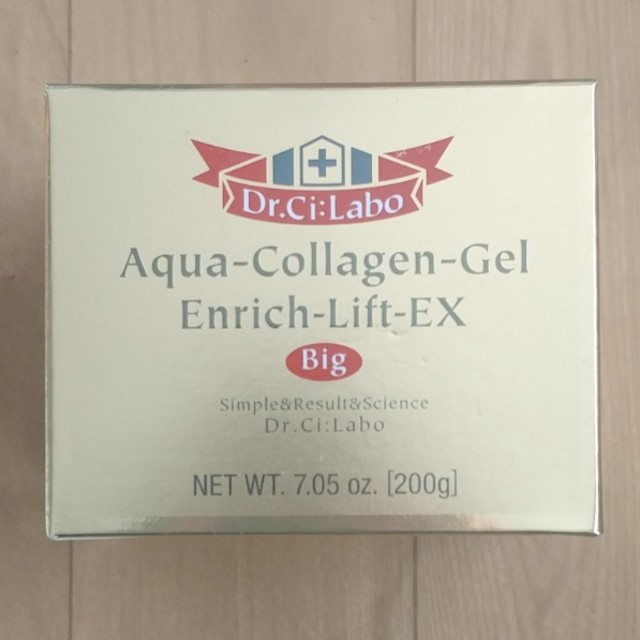 Dr.Ci:Labo
Aqua-Collagen-Gel
Enrich-Lift-EX
Big
Simple&Result&Science
Dr.Ci:Labo
NET WT. 7.05 oz. [200g]